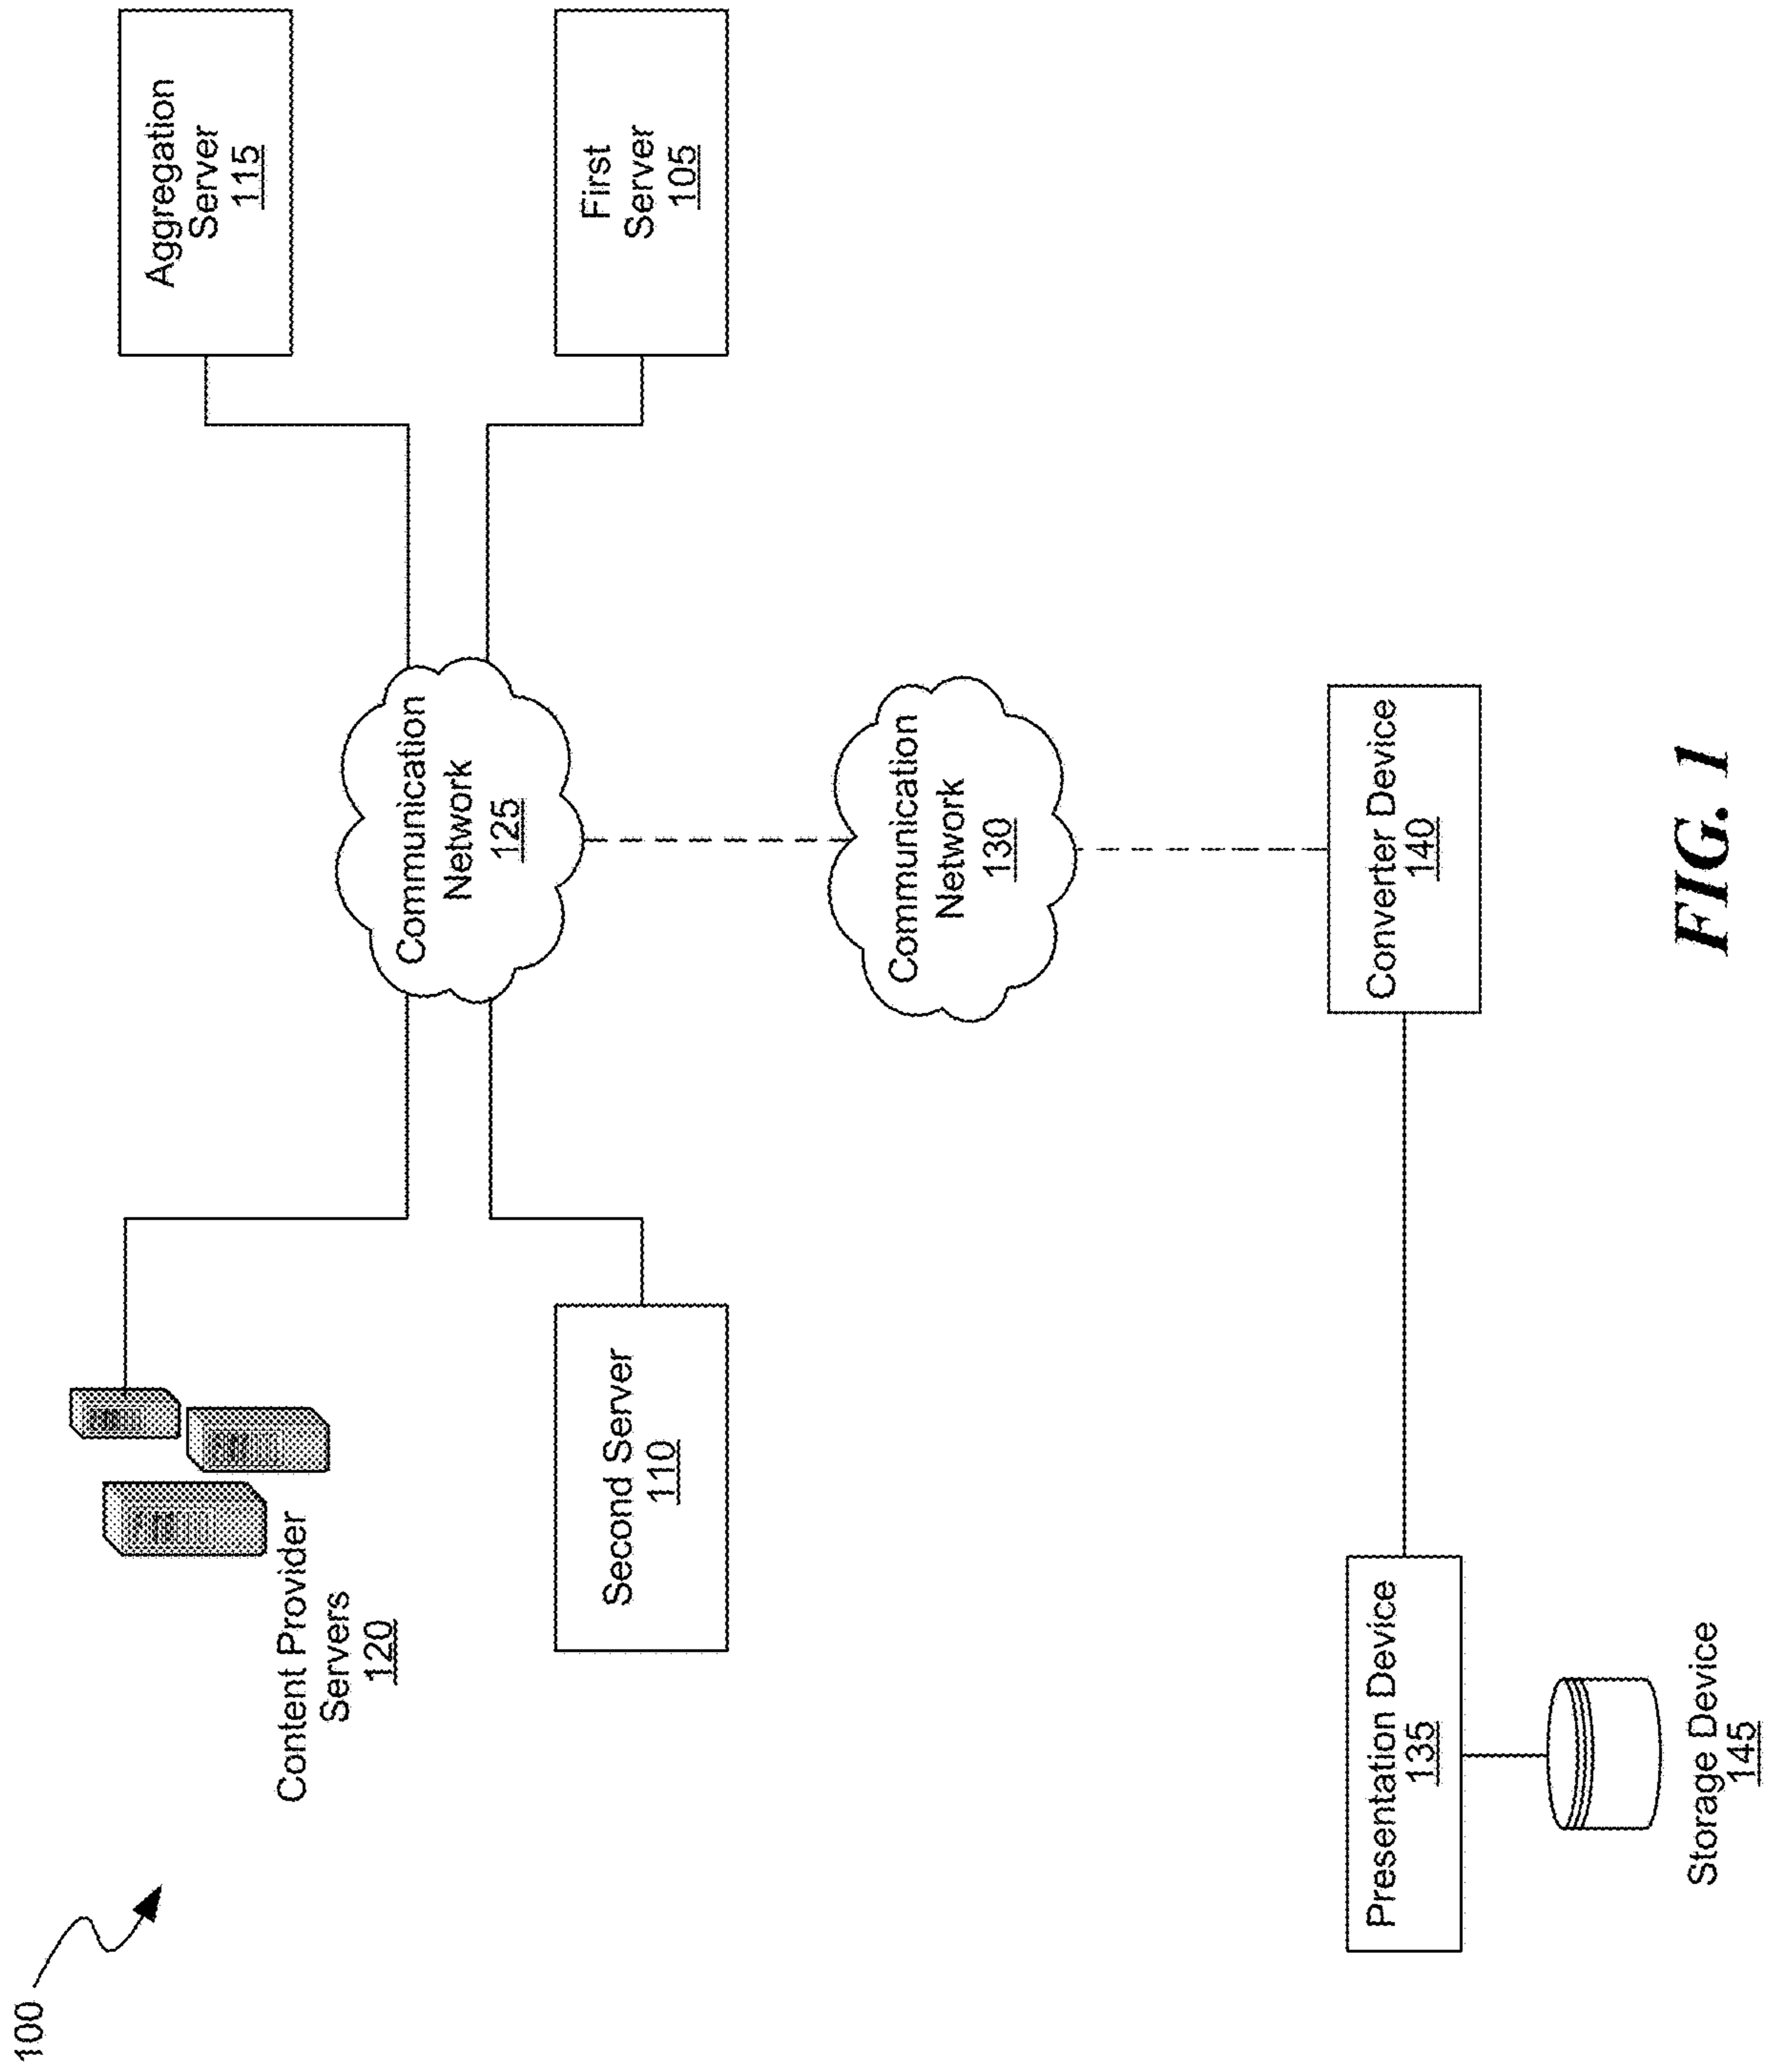 100
Content Provider
Servers
120
Aggregation
Server
115
Communication
Network
125
Second Server
110
First
Server
105
Communication
Network
130
Presentation Device
135
Converter Device
140
Storage Device
145
FIG. 1